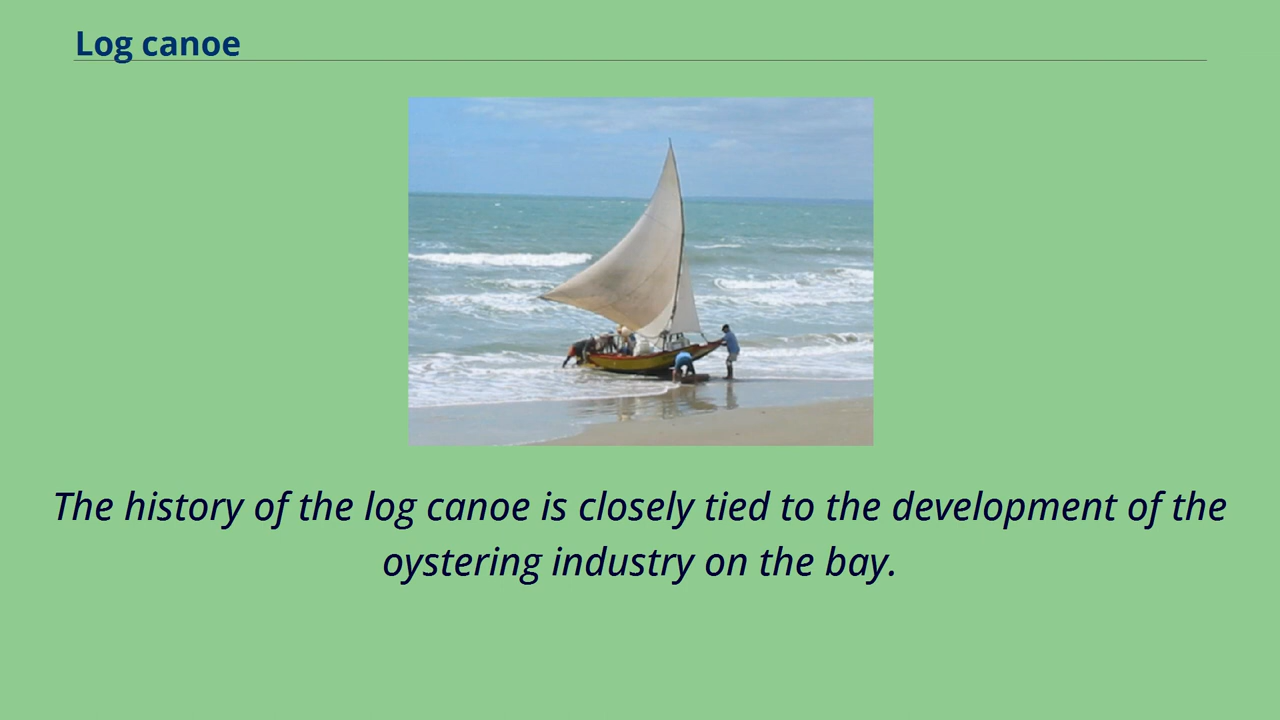 Log canoe
The history of the log canoe is closely tied to the development of the
oystering industry on the bay.